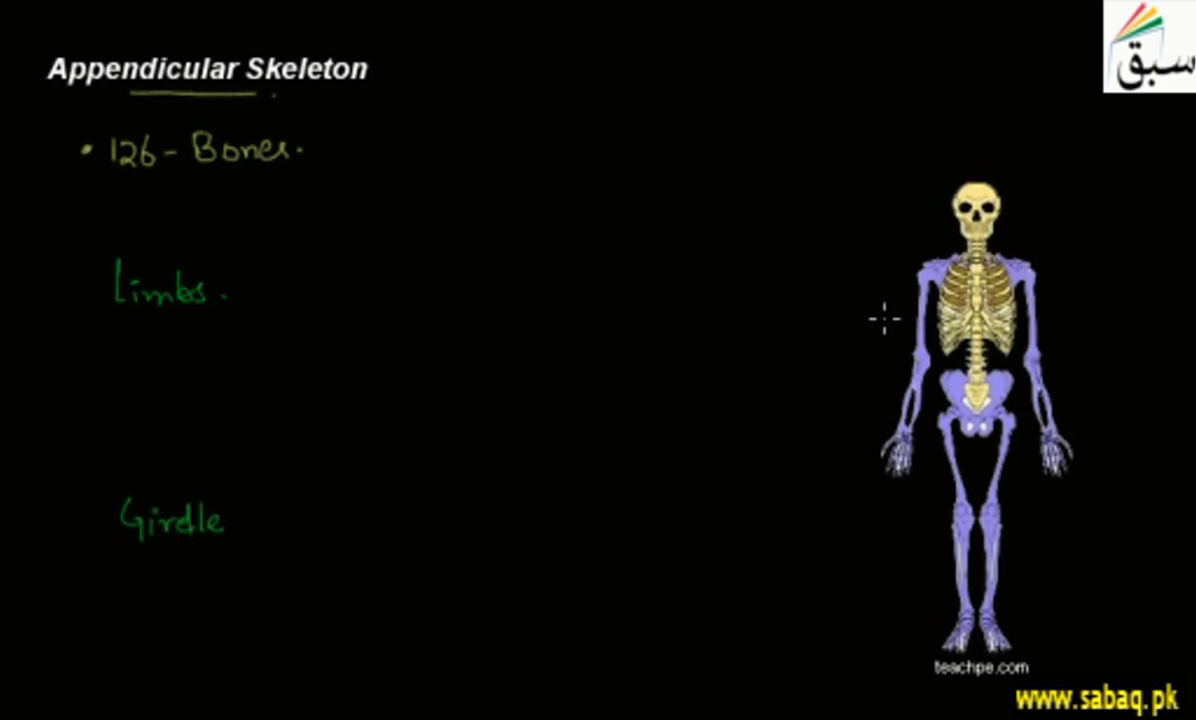 Appendicular Skeleton
سبق
• 126 - Bones.
Limbs.
Girdle
teachpe.com
www.sabaq.pk